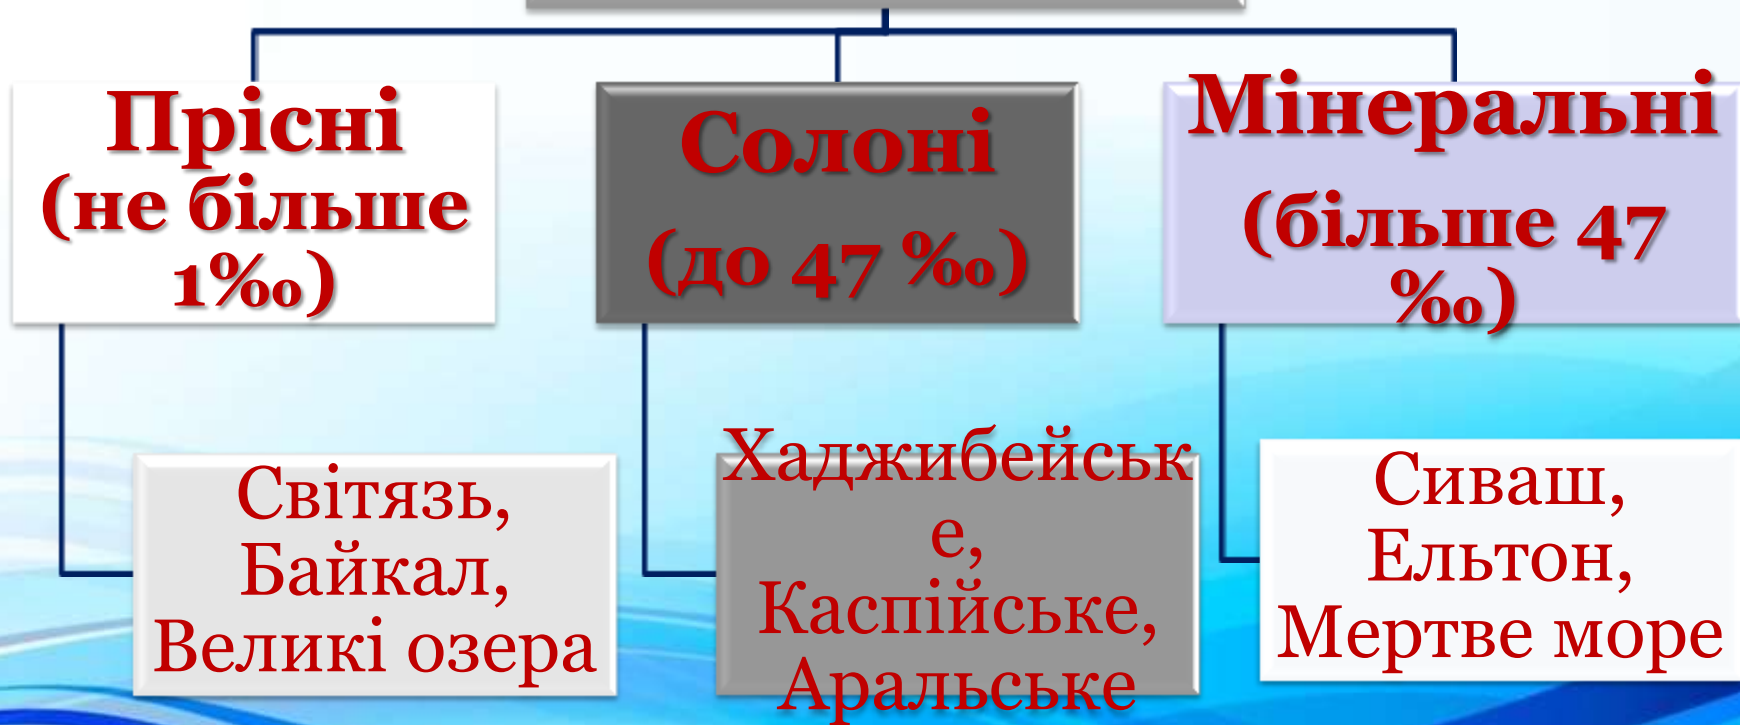 Прісні
(не більше
1‰)
Солоні
(до 47 ‰)
Мінеральні
(більше 47
‰)
Світязь,
Байкал,
Великі озера
Хаджибейськ
е,
Каспійське,
Аральське
Сиваш,
Ельтон,
Мертве море